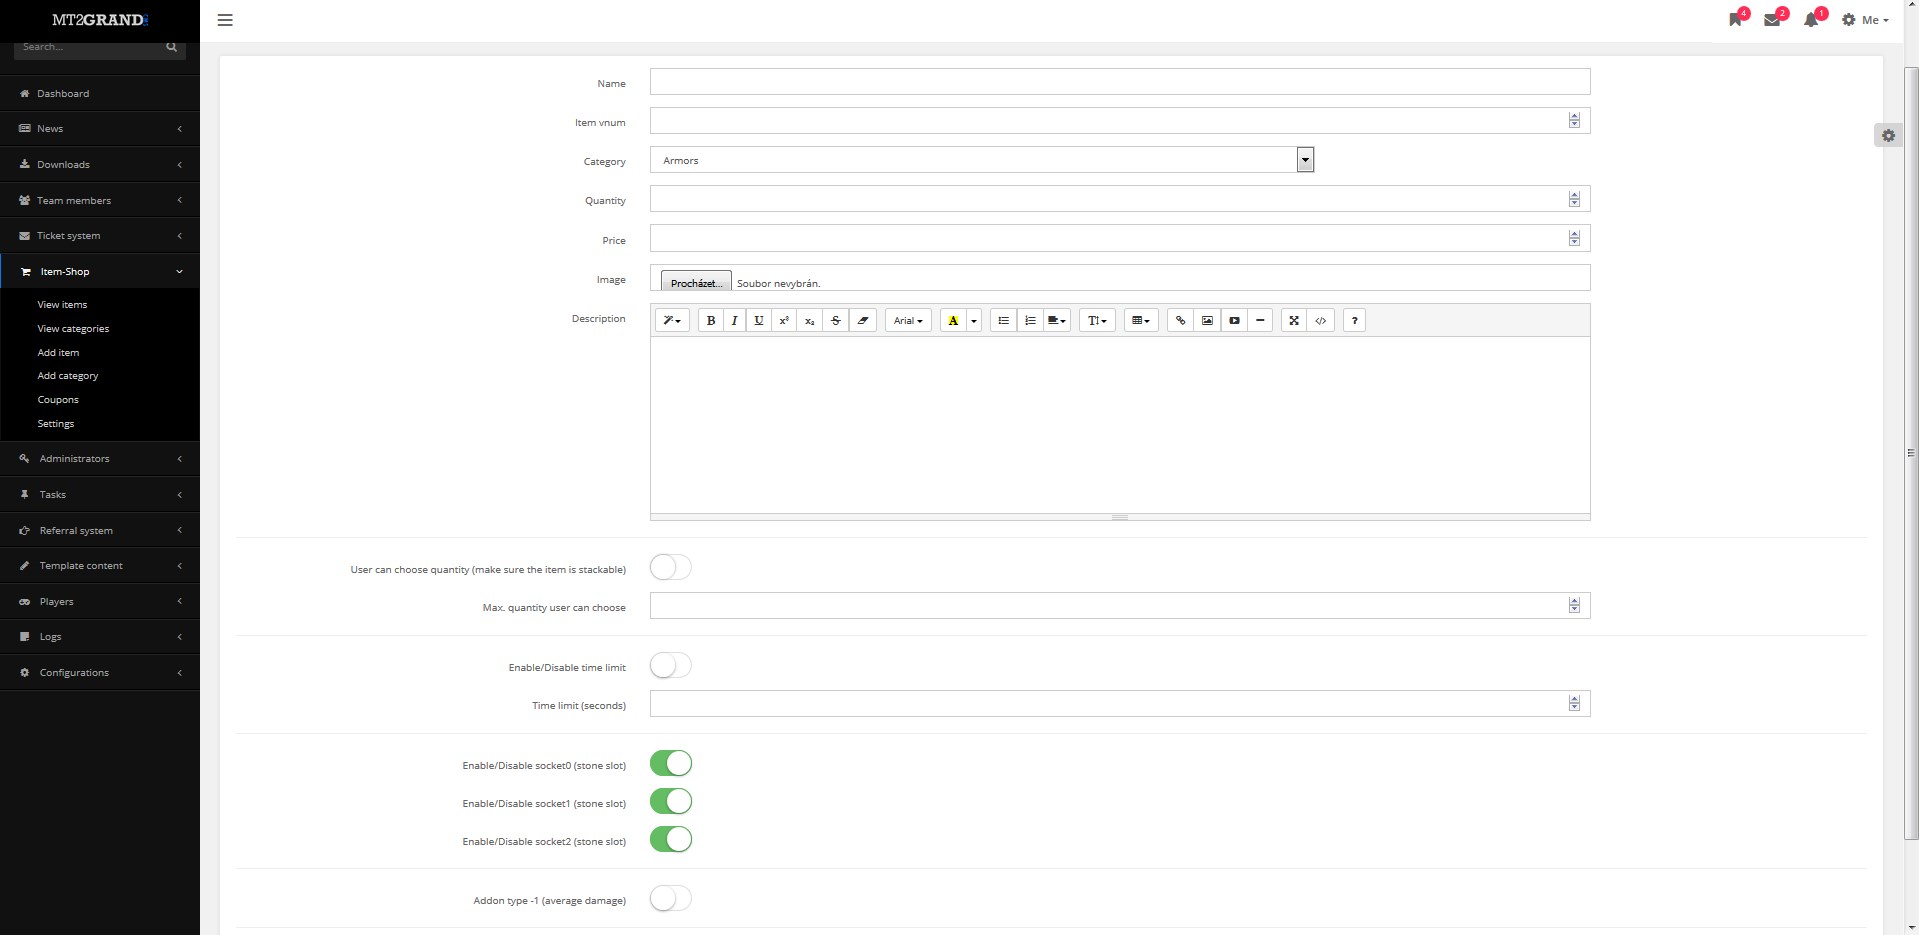 MT2GRAND
4
2
1
Me
Search...
Dashboard
News
Downloads
Team members
Ticket system
Item-Shop
View items
View categories
Add item
Add category
Coupons
Settings
Administrators
Tasks
Referral system
Template content
Players
Logs
Configurations
Name
Item vnum
Category
Armors
Quantity
Price
Image
Procházet... Soubor nevybrán.
Description
B I U x² x₂ S Arial A T ?
User can choose quantity (make sure the item is stackable)
Max. quantity user can choose
Enable/Disable time limit
Time limit (seconds)
Enable/Disable socket0 (stone slot)
Enable/Disable socket1 (stone slot)
Enable/Disable socket2 (stone slot)
Addon type -1 (average damage)